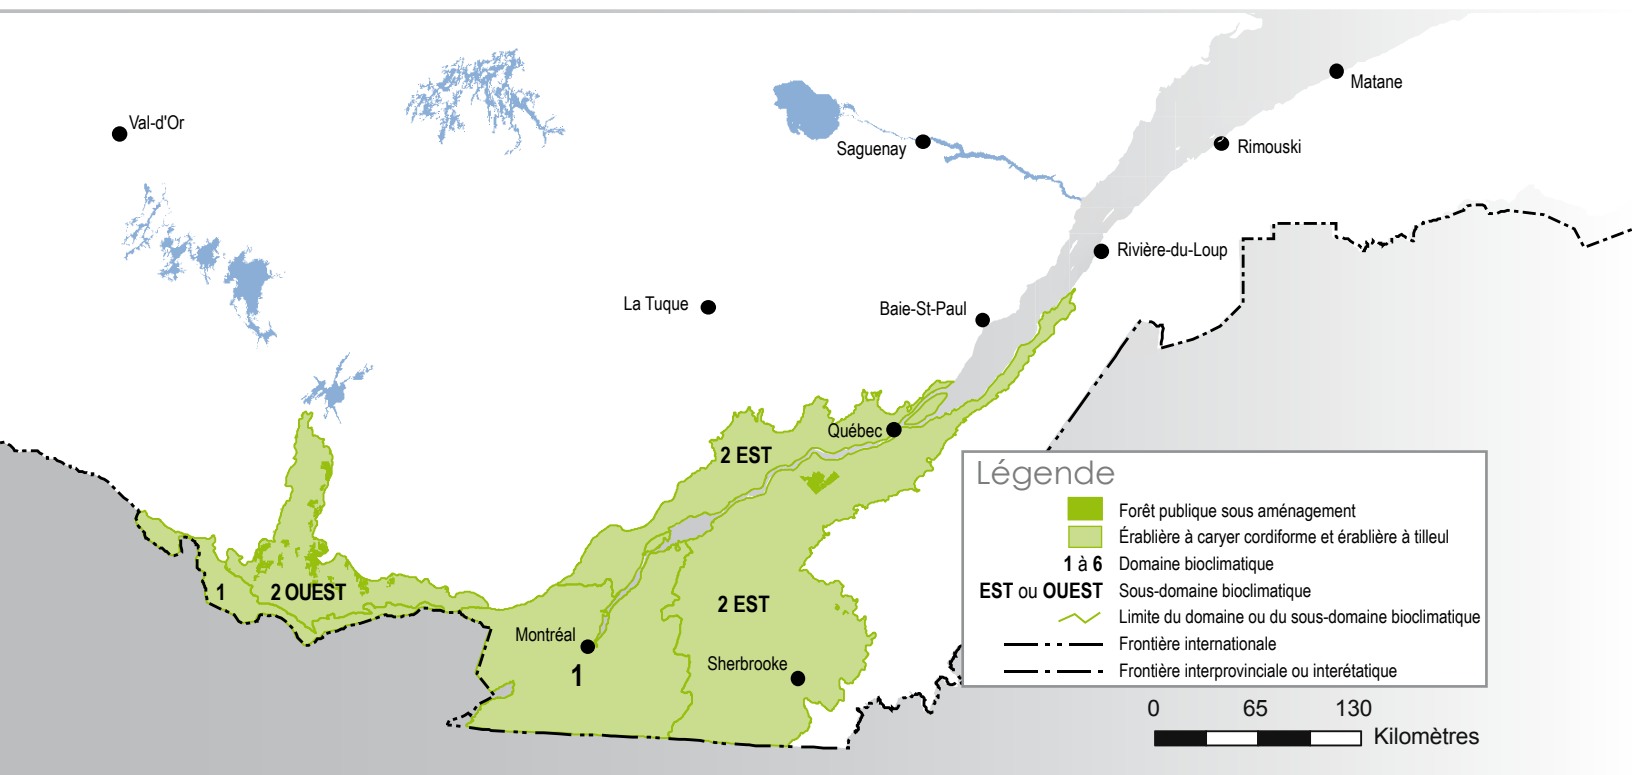 Matane
Val-d'Or
Saguenay
Rimouski
Rivière-du-Loup
La Tuque
Baie-St-Paul
Québec
2 EST
1
2 OUEST
2 EST
Montréal
1
Sherbrooke
Légende
Forêt publique sous aménagement
Érablière à caryer cordiforme et érablière à tilleul
1 à 6 Domaine bioclimatique
EST ou OUEST Sous-domaine bioclimatique
Limite du domaine ou du sous-domaine bioclimatique
Frontière internationale
Frontière interprovinciale ou interétatique
0 65 130
Kilomètres